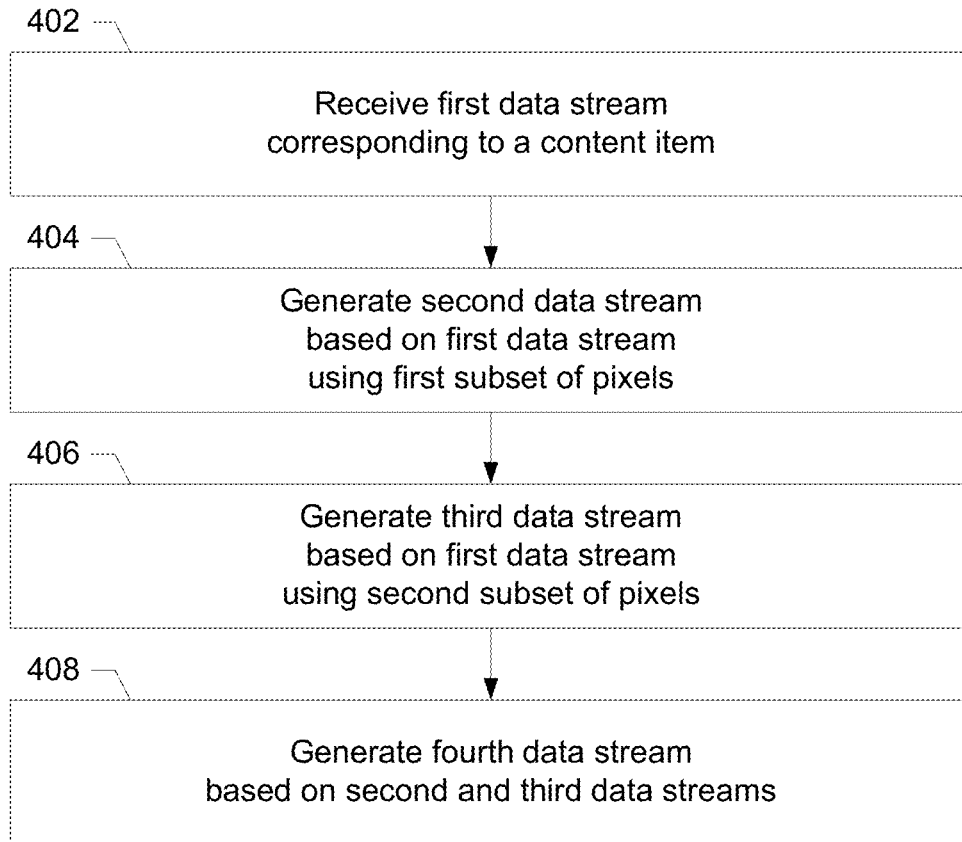 402
Receive first data stream
corresponding to a content item
404
Generate second data stream
based on first data stream
using first subset of pixels
406
Generate third data stream
based on first data stream
using second subset of pixels
408
Generate fourth data stream
based on second and third data streams